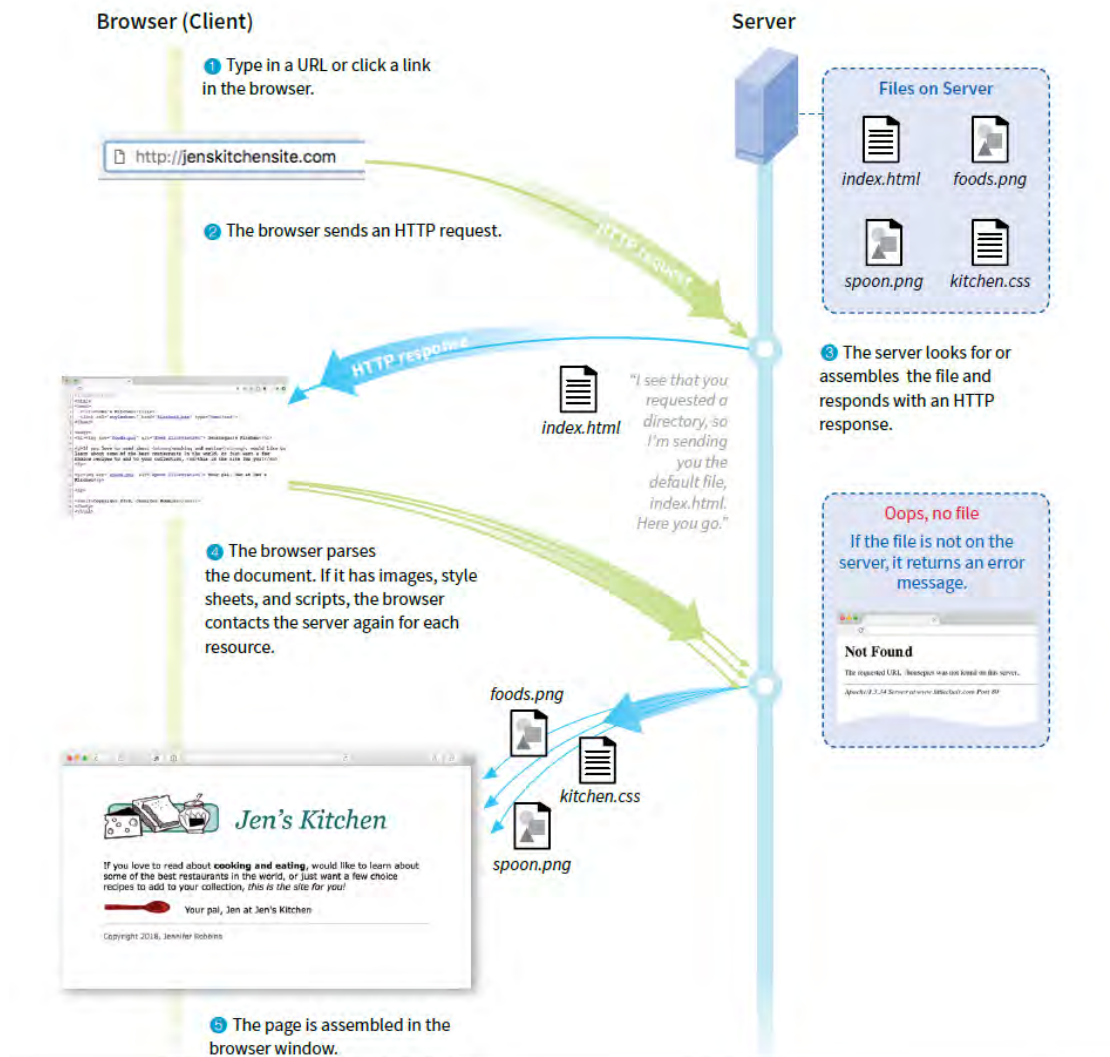 Browser (Client)
Server
1 Type in a URL or click a link
in the browser.
http://jenskitchensite.com
Files on Server
index.html
foods.png
spoon.png
kitchen.css
2 The browser sends an HTTP request.
HTTP request
HTTP response
3 The server looks for or
assembles the file and
responds with an HTTP
response.
index.html
"I see that you
requested a
directory, so
I'm sending
you the
default file,
index.html.
Here you go."
Oops, no file
If the file is not on the
server, it returns an error
message.
Not Found
The requested URL was not found on this server.
4 The browser parses
the document. If it has images, style
sheets, and scripts, the browser
contacts the server again for each
resource.
foods.png
kitchen.css
spoon.png
Jen's Kitchen
If you love to read about cooking and eating, would like to learn about
some of the best restaurants in the world, or just want a few choice
recipes to add to your collection, this is the site for you!
Your pal, Jen at Jen's Kitchen
Copyright 2018, Jennifer Robbins
5 The page is assembled in the
browser window.